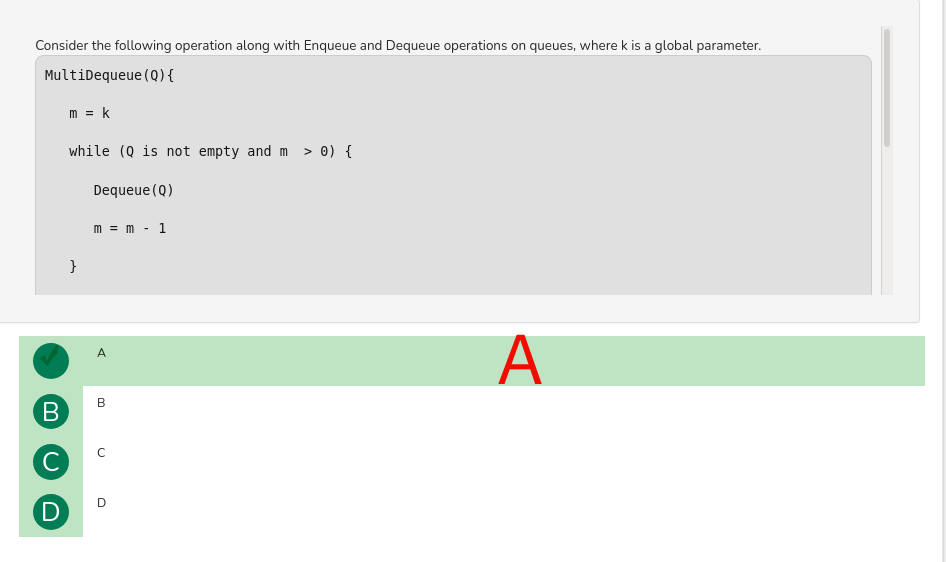 Consider the following operation along with Enqueue and Dequeue operations on queues, where k is a global parameter.
MultiDequeue(Q){
m = k
while (Q is not empty and m  > 0) {
Dequeue(Q)
m = m - 1
}
A
A
B
B
C
C
D
D